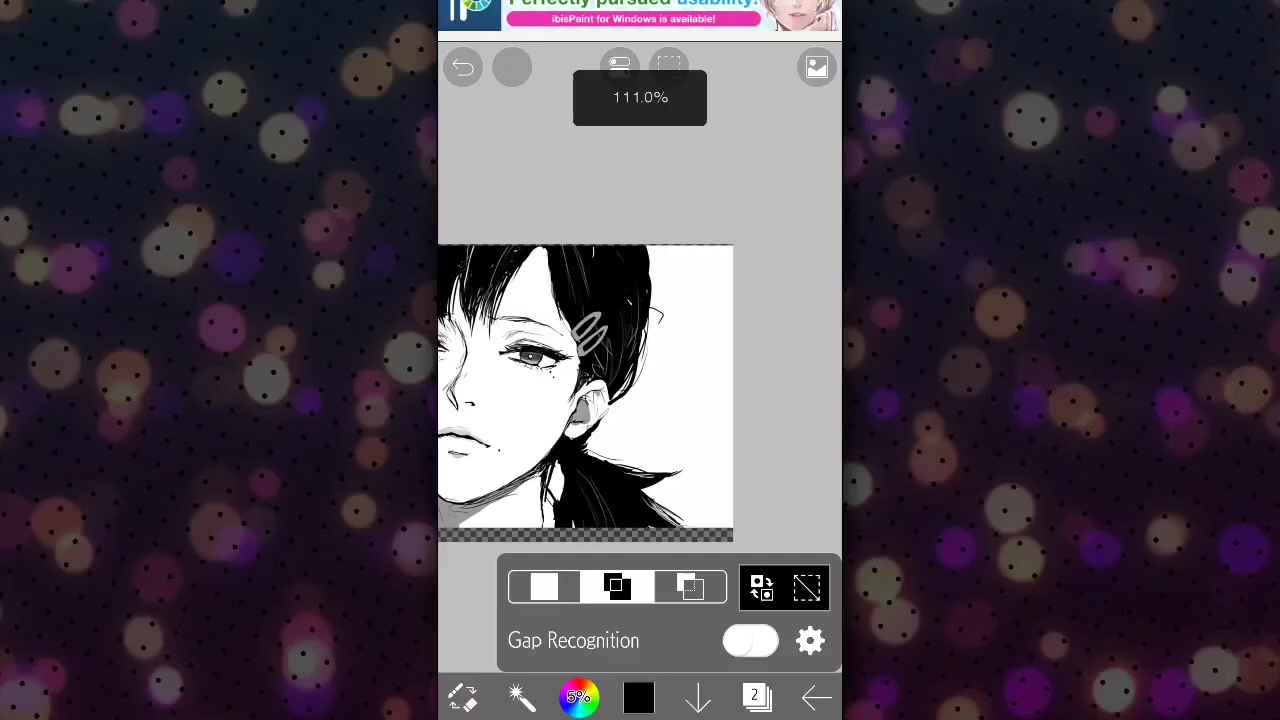 Perfectly pursued usability!
ibisPaint for Windows is available!
111.0%
Gap Recognition
5%
2